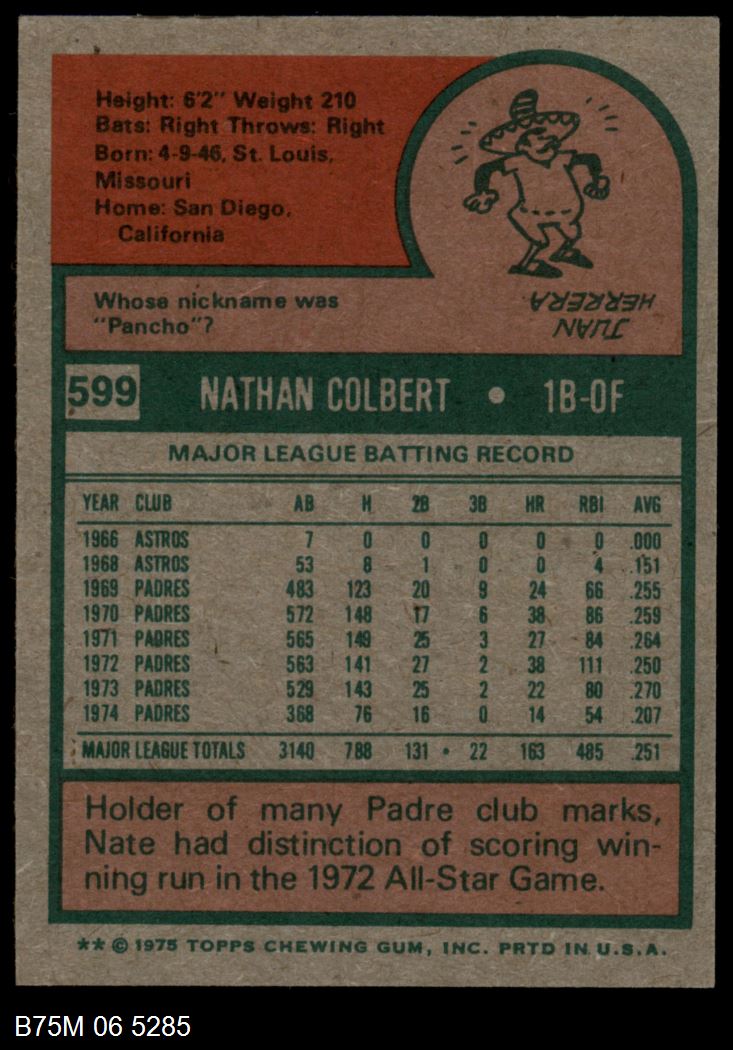 Height: 6'2" Weight 210
Bats: Right Throws: Right
Born: 4-9-46, St. Louis,
Missouri
Home: San Diego,
California
Whose nickname was
"Pancho"?
JUAN
HERRERA
599 NATHAN COLBERT • 1B-OF
MAJOR LEAGUE BATTING RECORD
YEAR CLUB AB H 2B 3B HR RBI AVG
1966 ASTROS 7 0 0 0 0 0 .000
1968 ASTROS 53 8 1 0 0 4 .151
1969 PADRES 483 123 20 9 24 66 .255
1970 PADRES 572 148 17 6 38 86 .259
1971 PADRES 565 149 25 3 27 84 .264
1972 PADRES 563 141 27 2 38 111 .250
1973 PADRES 529 143 25 2 22 80 .270
1974 PADRES 368 76 16 0 14 54 .207
MAJOR LEAGUE TOTALS 3140 788 131 22 163 485 .251
Holder of many Padre club marks,
Nate had distinction of scoring win-
ning run in the 1972 All-Star Game.
** © 1975 TOPPS CHEWING GUM, INC. PRTD IN U.S.A.
B75M 06 5285